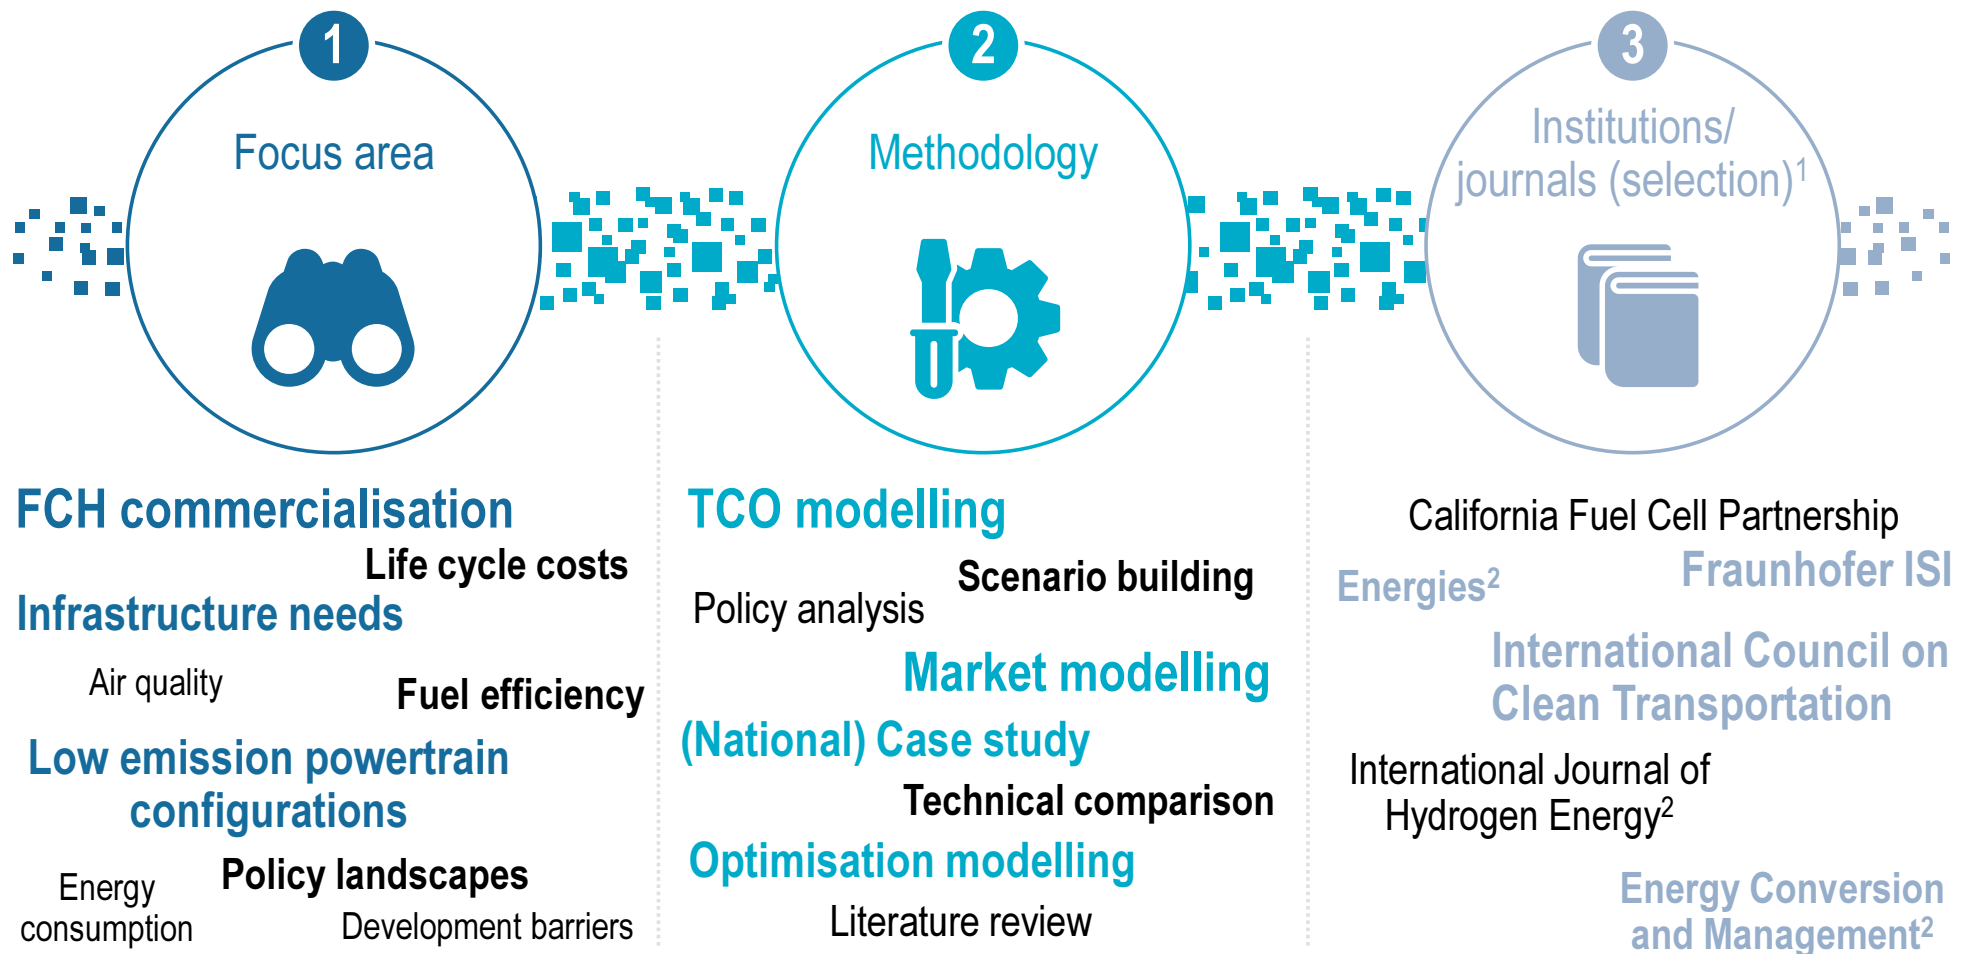 1
Focus area
FCH commercialisation
Life cycle costs
Infrastructure needs
Air quality
Fuel efficiency
Low emission powertrain
configurations
Policy landscapes
Energy
consumption
Development barriers
2
Methodology
TCO modelling
Scenario building
Policy analysis
Market modelling
(National) Case study
Technical comparison
Optimisation modelling
Literature review
3
Institutions/
journals (selection)¹
California Fuel Cell Partnership
Fraunhofer ISI
Energies²
International Council on
Clean Transportation
International Journal of
Hydrogen Energy²
Energy Conversion
and Management²